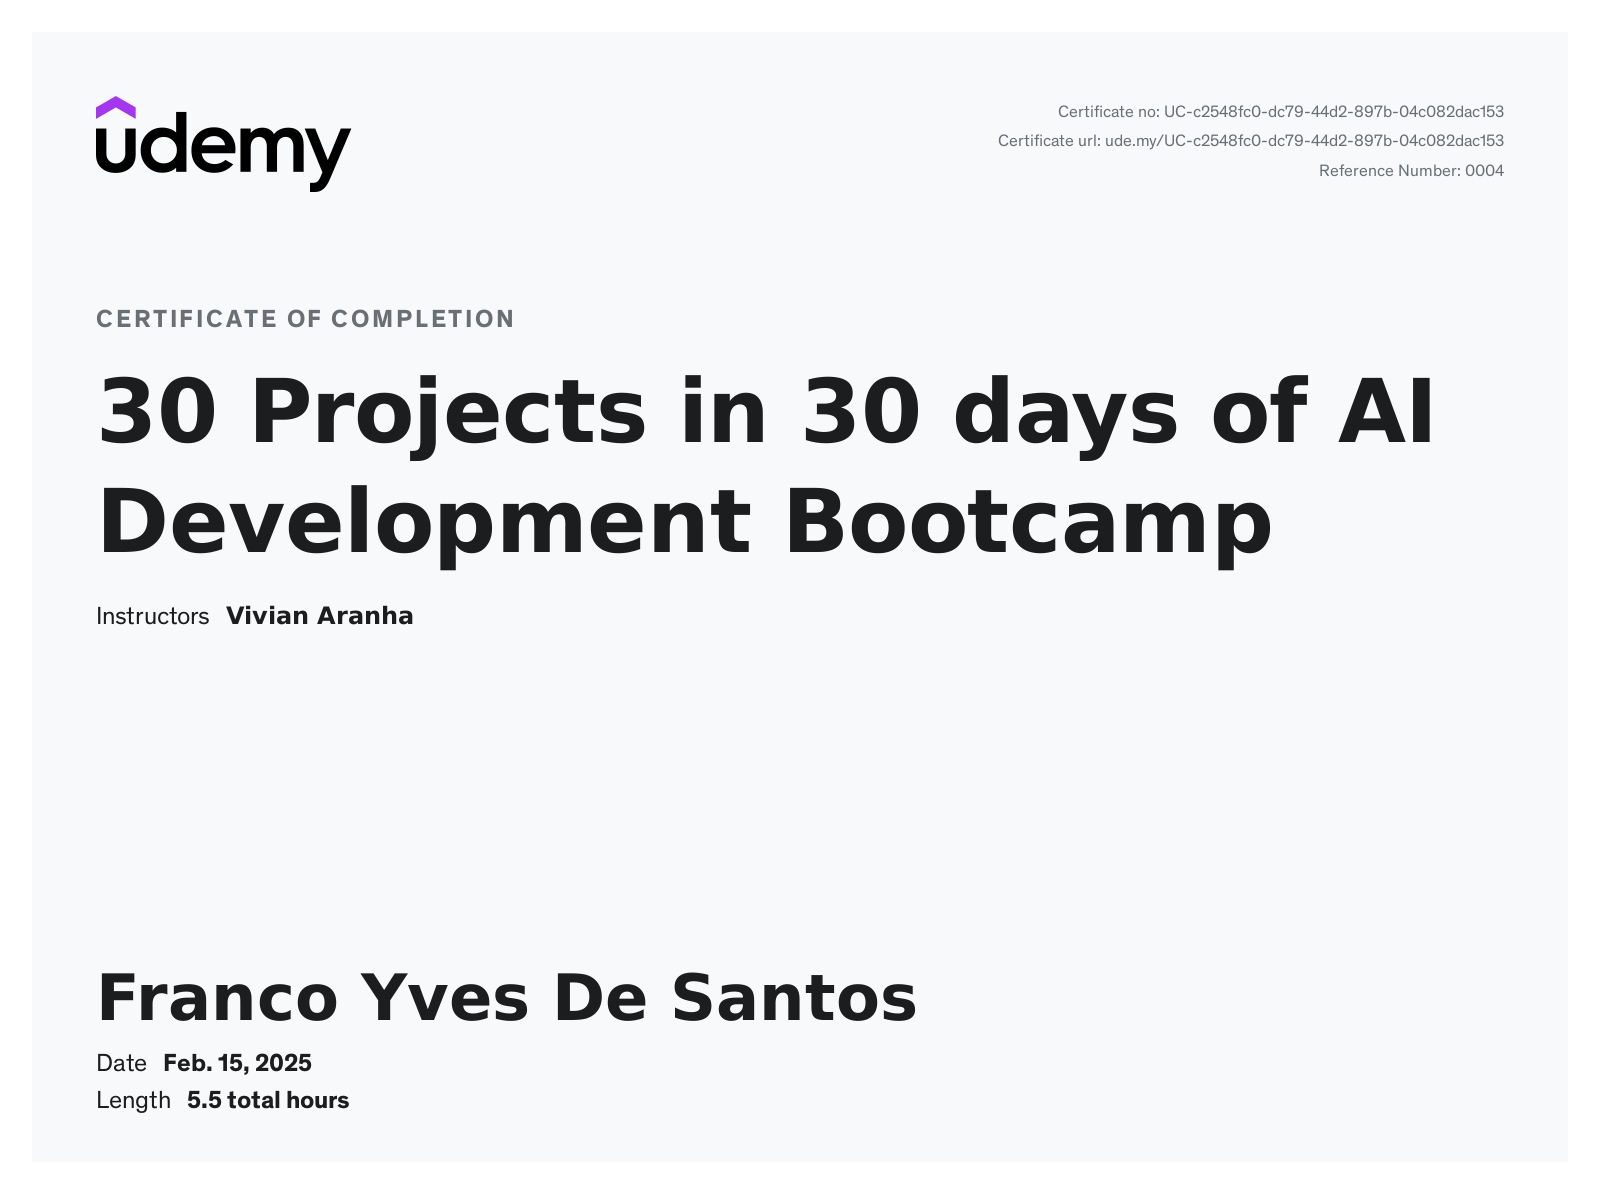 udemy
Certificate no: UC-c2548fc0-dc79-44d2-897b-04c082dac153
Certificate url: ude.my/UC-c2548fc0-dc79-44d2-897b-04c082dac153
Reference Number: 0004
CERTIFICATE OF COMPLETION
30 Projects in 30 days of AI
Development Bootcamp
Instructors Vivian Aranha
Franco Yves De Santos
Date Feb. 15, 2025
Length 5.5 total hours